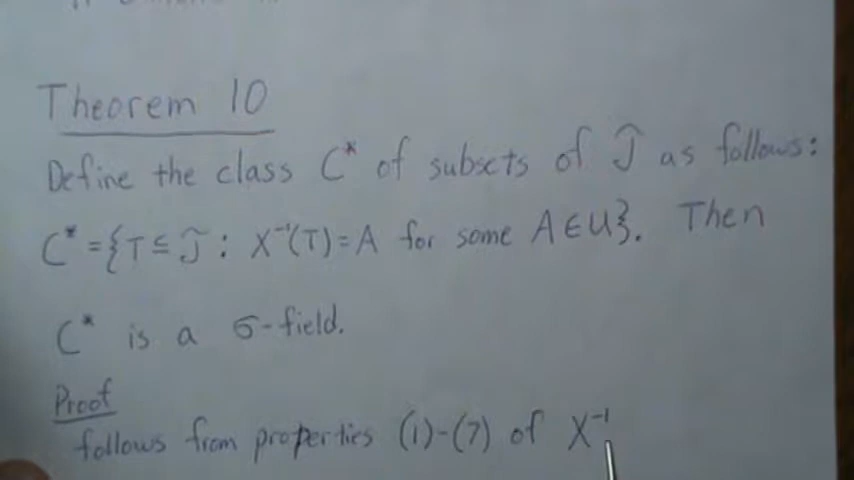 Theorem 10
Define the class C* of subsets of J̃ as follows:
C* = {T ⊆ J̃ : X⁻¹(T) = A for some A ∈ U}. Then
C* is a σ-field.
Proof
follows from properties (1)-(7) of X⁻¹